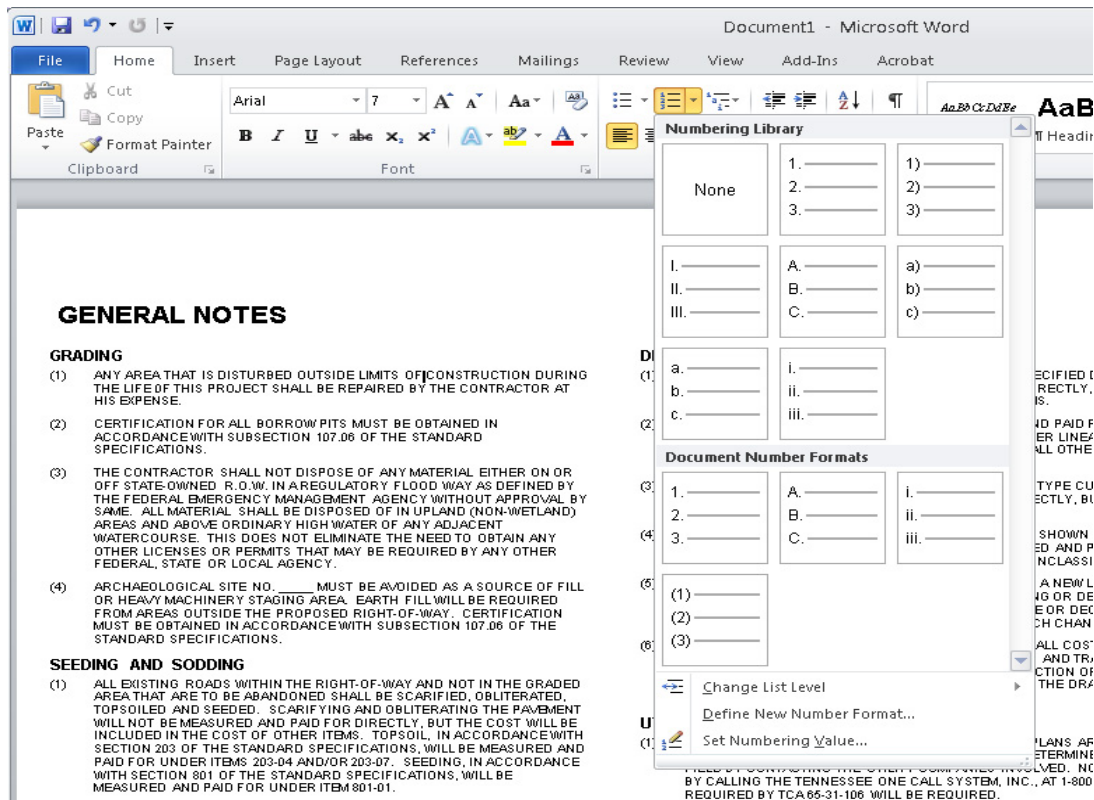 Document1 - Microsoft Word
File Home Insert Page Layout References Mailings Review View Add-Ins Acrobat
Paste
Cut
Copy
Format Painter
Clipboard
Arial 7
Font
AaBbCcDdEe
Numbering Library
None
1.
2.
3.
1)
2)
3)
I.
II.
III.
A.
B.
C.
a)
b)
c)
a.
b.
c.
i.
ii.
iii.
Document Number Formats
1.
2.
3.
A.
B.
C.
i.
ii.
iii.
(1)
(2)
(3)
Change List Level
Define New Number Format...
Set Numbering Value...
GENERAL NOTES
GRADING
(1) ANY AREA THAT IS DISTURBED OUTSIDE LIMITS OF CONSTRUCTION DURING
THE LIFE OF THIS PROJECT SHALL BE REPAIRED BY THE CONTRACTOR AT
HIS EXPENSE.
(2) CERTIFICATION FOR ALL BORROW PITS MUST BE OBTAINED IN
ACCORDANCE WITH SUBSECTION 107.06 OF THE STANDARD
SPECIFICATIONS.
(3) THE CONTRACTOR SHALL NOT DISPOSE OF ANY MATERIAL EITHER ON OR
OFF STATE-OWNED R.O.W. IN A REGULATORY FLOOD WAY AS DEFINED BY
THE FEDERAL EMERGENCY MANAGEMENT AGENCY WITHOUT APPROVAL BY
SAME. ALL MATERIAL SHALL BE DISPOSED OF IN UPLAND (NON-WETLAND)
AREAS AND ABOVE ORDINARY HIGH WATER OF ANY ADJACENT
WATERCOURSE. THIS DOES NOT ELIMINATE THE NEED TO OBTAIN ANY
OTHER LICENSES OR PERMITS THAT MAY BE REQUIRED BY ANY OTHER
FEDERAL, STATE OR LOCAL AGENCY.
(4) ARCHAEOLOGICAL SITE NO. _____ MUST BE AVOIDED AS A SOURCE OF FILL
OR HEAVY MACHINERY STAGING AREA. EARTH FILL WILL BE REQUIRED
FROM AREAS OUTSIDE THE PROPOSED RIGHT-OF-WAY. CERTIFICATION
MUST BE OBTAINED IN ACCORDANCE WITH SUBSECTION 107.06 OF THE
STANDARD SPECIFICATIONS.
SEEDING AND SODDING
(1) ALL EXISTING ROADS WITHIN THE RIGHT-OF-WAY AND NOT IN THE GRADED
AREA THAT ARE TO BE ABANDONED SHALL BE SCARIFIED, OBLITERATED,
TOPSOILED AND SEEDED. SCARIFYING AND OBLITERATING THE PAVEMENT
WILL NOT BE MEASURED AND PAID FOR DIRECTLY, BUT THE COST WILL BE
INCLUDED IN THE COST OF OTHER ITEMS. TOPSOIL, IN ACCORDANCE WITH
SECTION 203 OF THE STANDARD SPECIFICATIONS, WILL BE MEASURED AND
PAID FOR UNDER ITEMS 203-04 AND/OR 203-07. SEEDING, IN ACCORDANCE
WITH SECTION 801 OF THE STANDARD SPECIFICATIONS, WILL BE
MEASURED AND PAID FOR UNDER ITEM 801-01.
BY CALLING THE TENNESSEE ONE CALL SYSTEM, INC., AT 1-800
REQUIRED BY TCA 65-31-106 WILL BE REQUIRED.